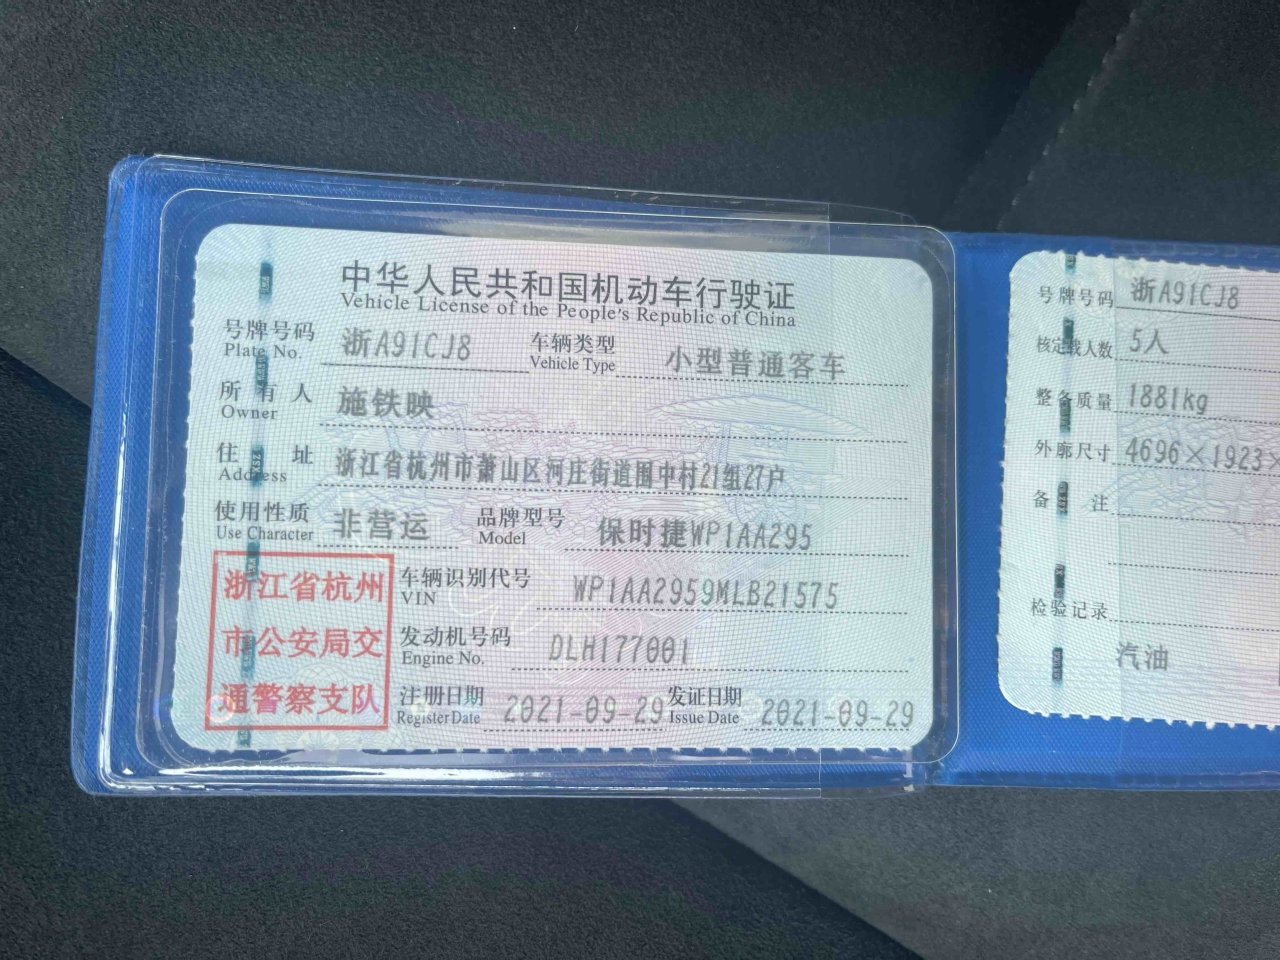 中华人民共和国机动车行驶证
Vehicle License of the People's Republic of China
号牌号码 浙A91CJ8 车辆类型 小型普通客车
Plate No. Vehicle Type
所有人 施铁映
Owner
住址 浙江省杭州市萧山区河庄街道围中村21组27户
Address
使用性质 非营运 品牌型号 保时捷WP1AA295
Use Character Model
车辆识别代号 WP1AA2959MLB21575
VIN
发动机号码 DLH177001
Engine No.
注册日期 2021-09-29 发证日期 2021-09-29
Register Date Issue Date
浙江省杭州
市公安局交
通警察支队
号牌号码 浙A91CJ8
核定载人数 5人
整备质量 1881kg
外廓尺寸 4696×1923×
备注
检验记录
汽油